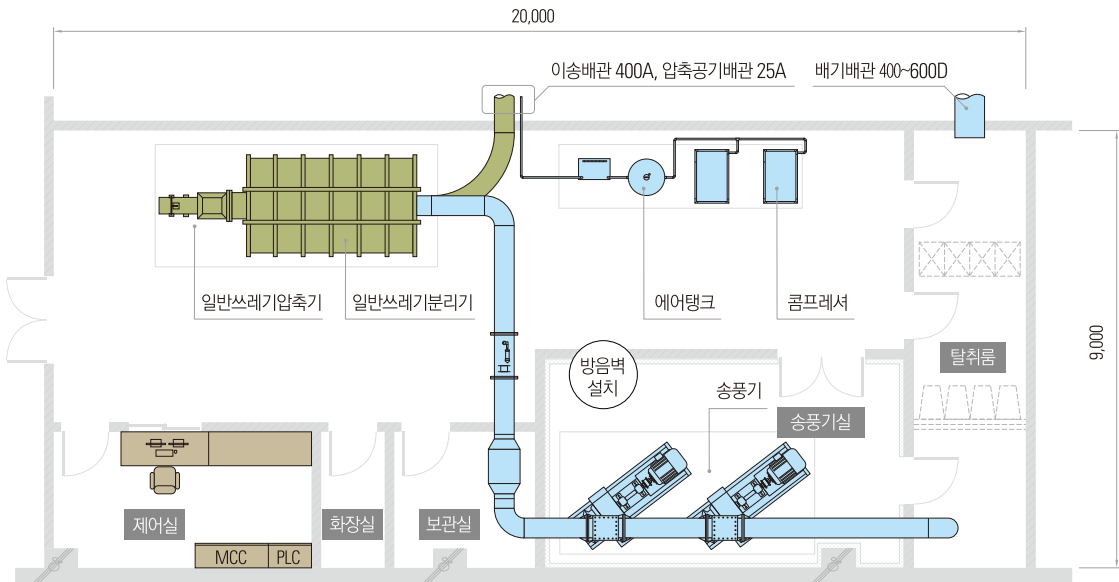 20,000
이송배관 400A, 압축공기배관 25A
배기배관 400~600D
일반쓰레기압축기
일반쓰레기분리기
에어탱크
콤프레셔
9,000
방음벽
설치
탈취룸
송풍기
송풍기실
제어실
화장실
보관실
MCC
PLC